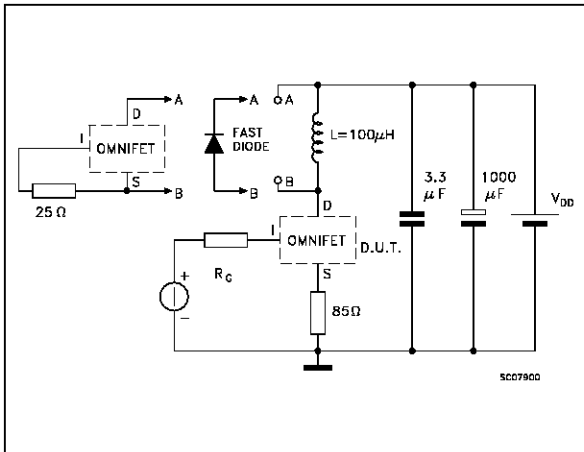 D
A
I
OMNIFET
S
B
25 Ω
A
FAST
DIODE
B
A
B
L=100μH
D
I
OMNIFET
D.U.T.
S
R_G
+
−
85Ω
3.3
μF
1000
μF
V_DD
SC07900